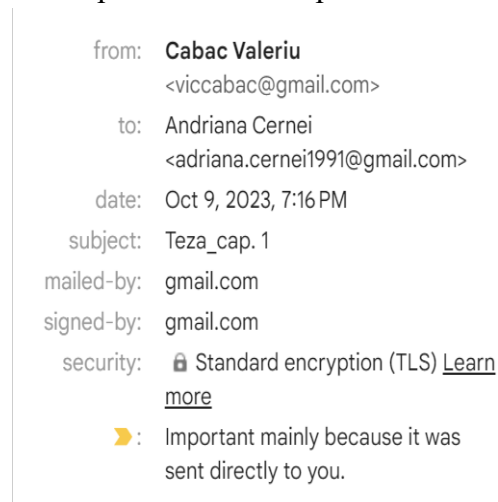 from: Cabac Valeriu
<viccabac@gmail.com>
to: Andriana Cernei
<adriana.cernei1991@gmail.com>
date: Oct 9, 2023, 7:16 PM
subject: Teza_cap. 1
mailed-by: gmail.com
signed-by: gmail.com
security: Standard encryption (TLS) Learn
more
: Important mainly because it was
sent directly to you.